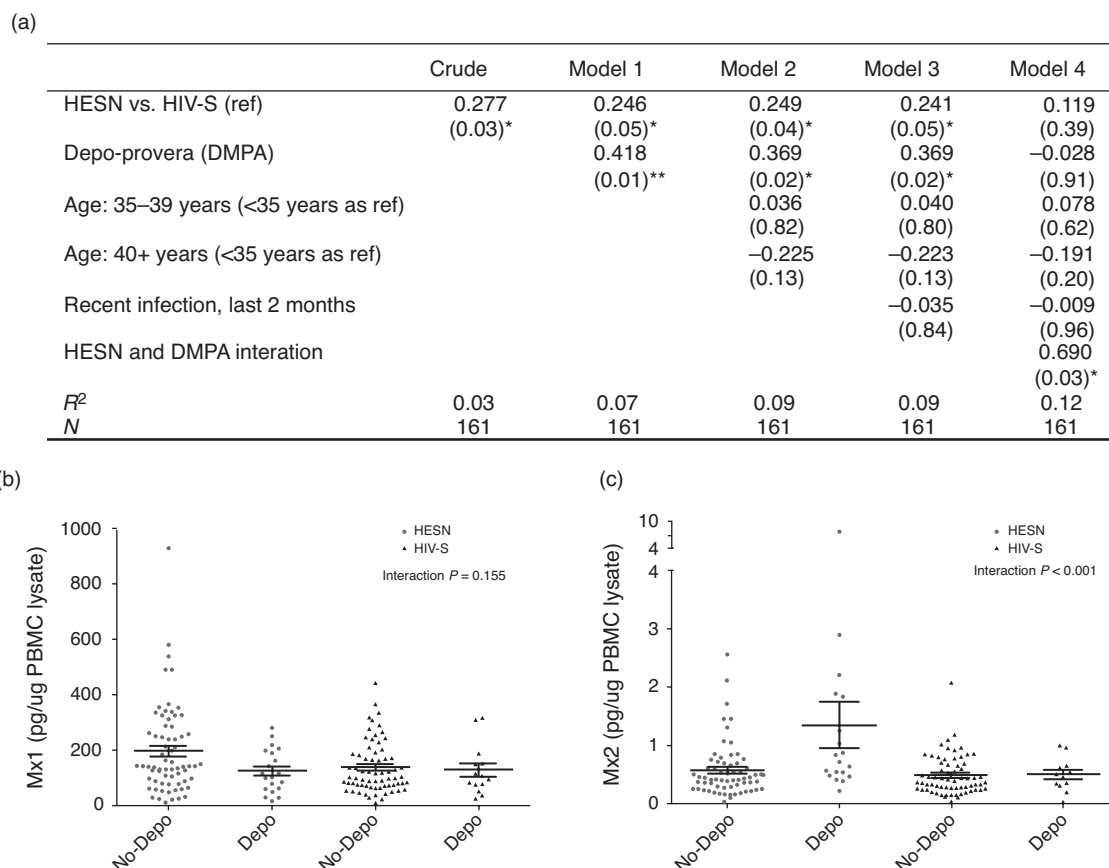 (a)
Crude Model 1 Model 2 Model 3 Model 4
HESN vs. HIV-S (ref) 0.277 0.246 0.249 0.241 0.119
(0.03)* (0.05)* (0.04)* (0.05)* (0.39)
Depo-provera (DMPA) 0.418 0.369 0.369 −0.028
(0.01)** (0.02)* (0.02)* (0.91)
Age: 35–39 years (<35 years as ref) 0.036 0.040 0.078
(0.82) (0.80) (0.62)
Age: 40+ years (<35 years as ref) −0.225 −0.223 −0.191
(0.13) (0.13) (0.20)
Recent infection, last 2 months −0.035 −0.009
(0.84) (0.96)
HESN and DMPA interation 0.690
(0.03)*
R² 0.03 0.07 0.09 0.09 0.12
N 161 161 161 161 161
(b)
HESN
HIV-S
Interaction P = 0.155
Mx1 (pg/ug PBMC lysate)
1000
800
600
400
200
0
No-Depo Depo No-Depo Depo
(c)
HESN
HIV-S
Interaction P < 0.001
Mx2 (pg/ug PBMC lysate)
10
4
4
3
2
1
0
No-Depo Depo No-Depo Depo